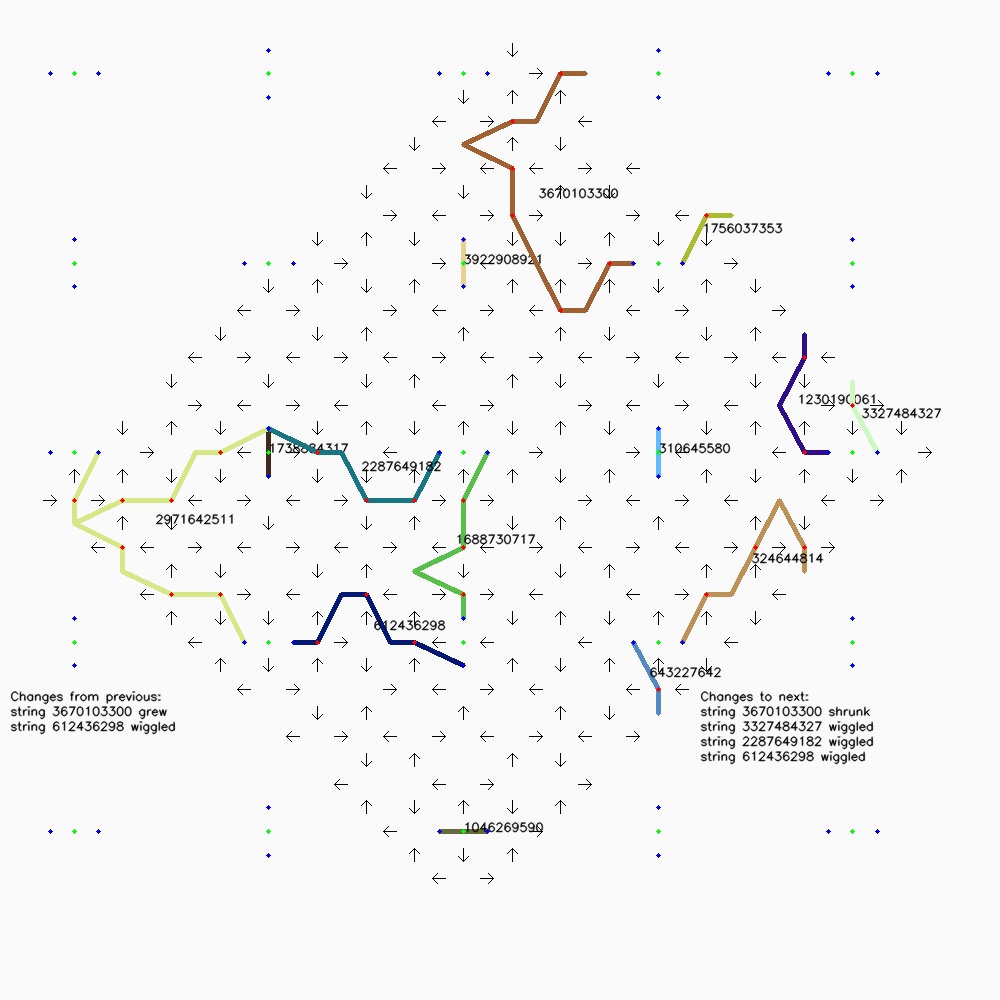 3670103300
1756037353
3922908921
1230190061
3327484327
1738834317
310645580
2287649182
2971642511
1688730717
324644814
612436298
643227642
Changes from previous:
string 3670103300 grew
string 612436298 wiggled
Changes to next:
string 3670103300 shrunk
string 3327484327 wiggled
string 2287649182 wiggled
string 612436298 wiggled
1046269590